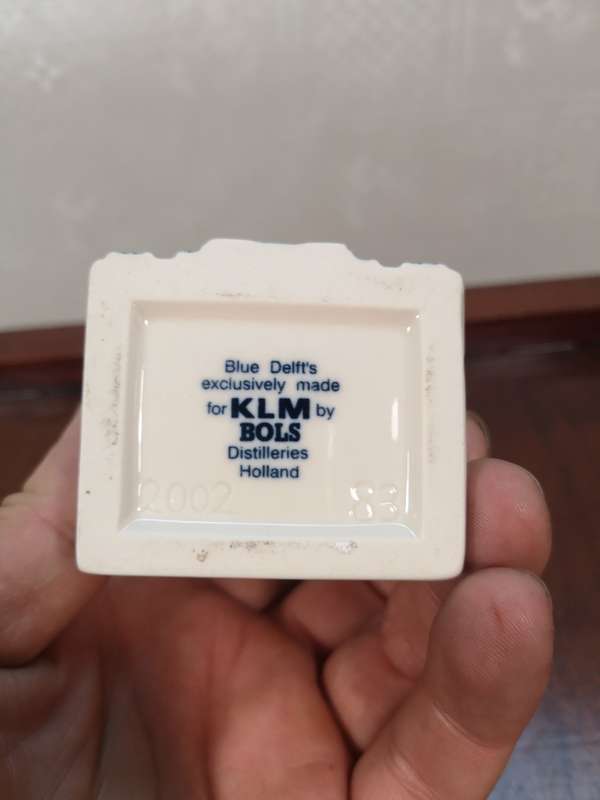 Blue Delft's
exclusively made
for KLM by
BOLS
Distilleries
Holland
2002 83